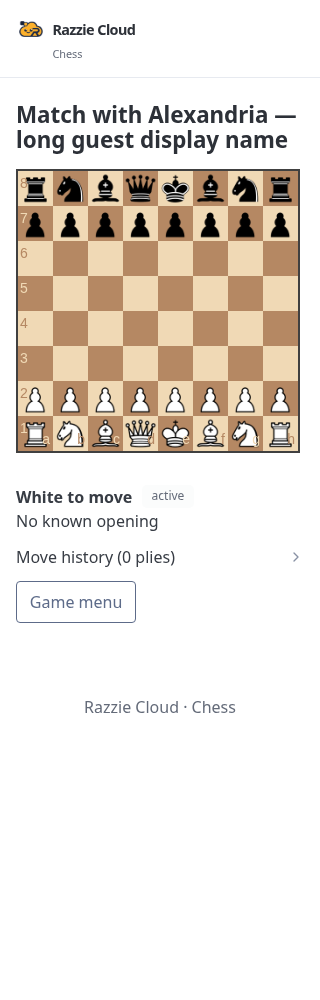 Razzie Cloud
Chess
Match with Alexandria —
long guest display name
8
7
6
5
4
3
2
1
a b c d e f g h
White to move active
No known opening
Move history (0 plies)
Game menu
Razzie Cloud · Chess